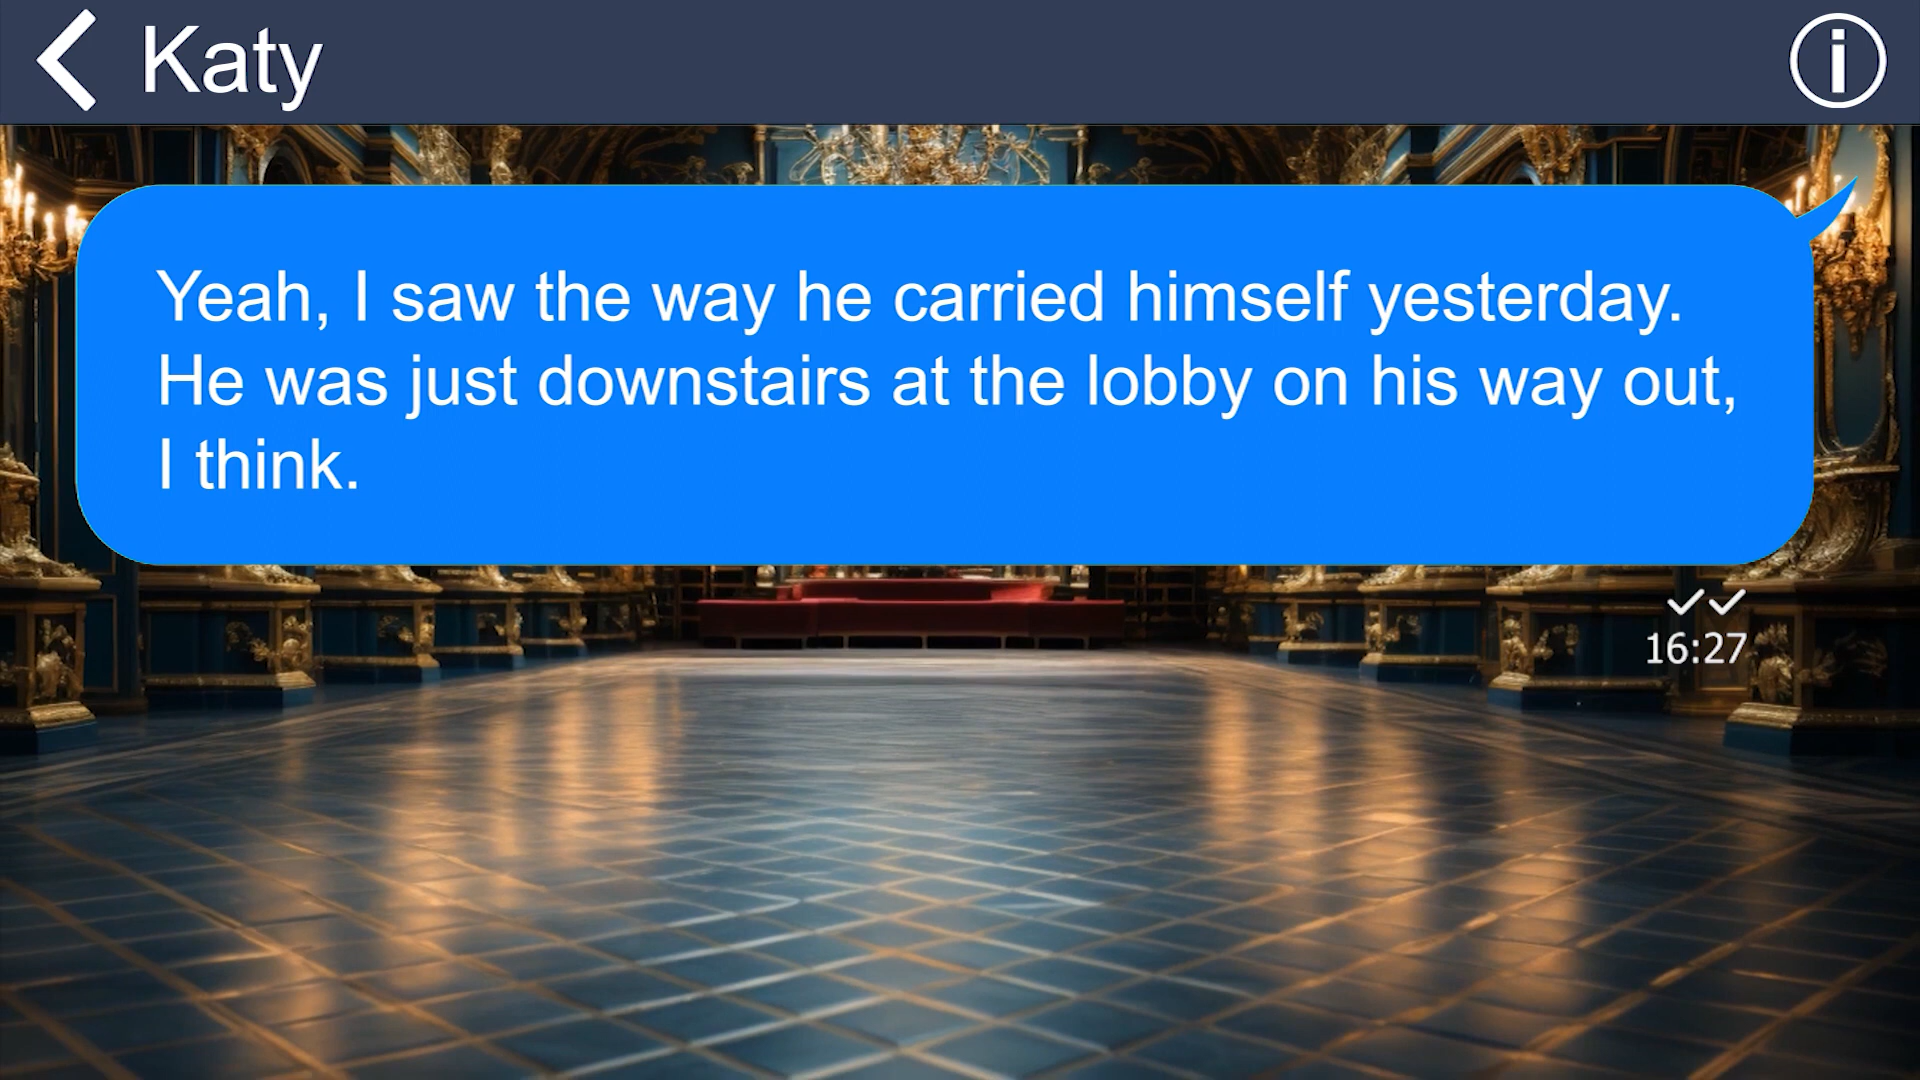 Katy
Yeah, I saw the way he carried himself yesterday.
He was just downstairs at the lobby on his way out,
I think.
16:27